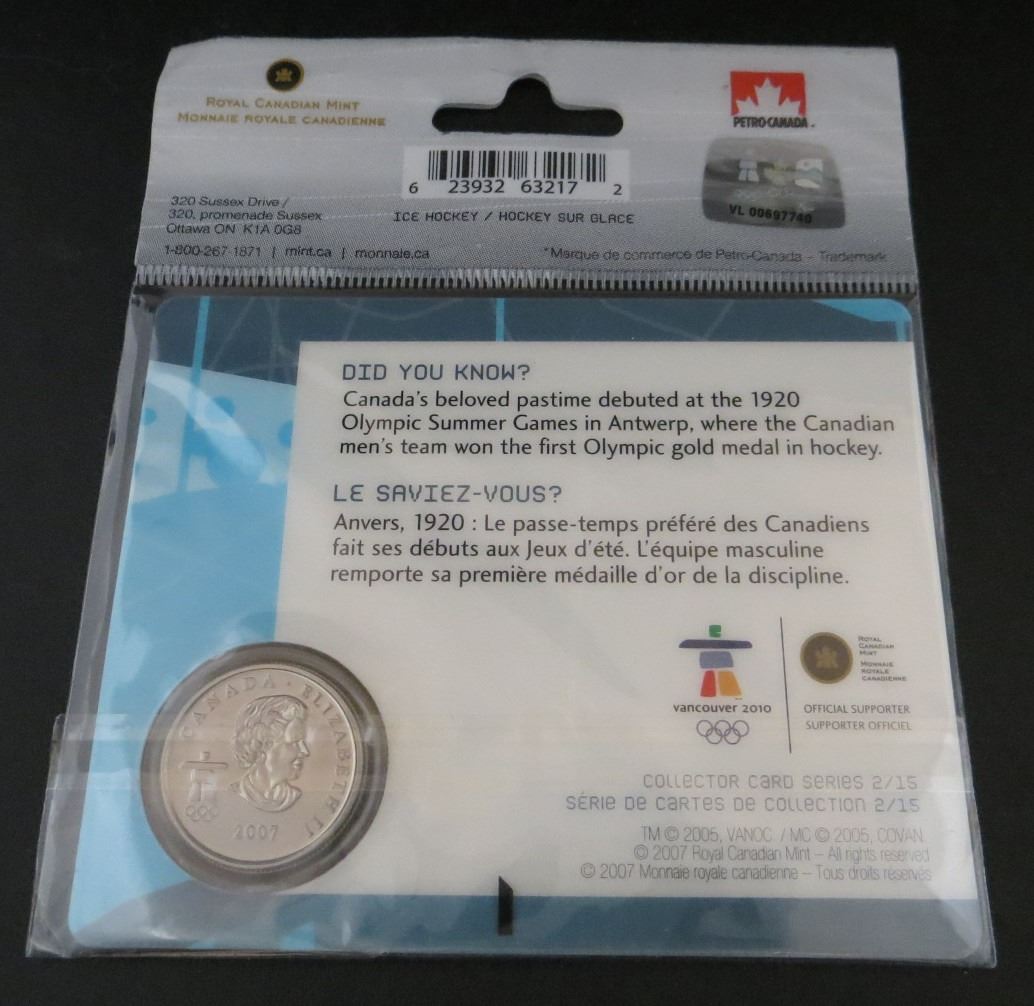 ROYAL CANADIAN MINT
MONNAIE ROYALE CANADIENNE
PETRO-CANADA
6 23932 63217 2
VL 00697740
320 Sussex Drive /
320, promenade Sussex
Ottawa ON K1A 0G8
ICE HOCKEY / HOCKEY SUR GLACE
1-800-267-1871 | mint.ca | monnaie.ca
*Marque de commerce de Petro-Canada – Trademark
DID YOU KNOW?
Canada's beloved pastime debuted at the 1920
Olympic Summer Games in Antwerp, where the Canadian
men's team won the first Olympic gold medal in hockey.
LE SAVIEZ-VOUS?
Anvers, 1920 : Le passe-temps préféré des Canadiens
fait ses débuts aux Jeux d'été. L'équipe masculine
remporte sa première médaille d'or de la discipline.
vancouver 2010
ROYAL
CANADIAN
MINT
MONNAIE
ROYALE
CANADIENNE
OFFICIAL SUPPORTER
SUPPORTER OFFICIEL
CANADA · ELIZABETH II
2007
COLLECTOR CARD SERIES 2/15
SÉRIE DE CARTES DE COLLECTION 2/15
TM © 2005, VANOC. / MC © 2005, COVAN.
© 2007 Royal Canadian Mint – All rights reserved
© 2007 Monnaie royale canadienne – Tous droits réservés